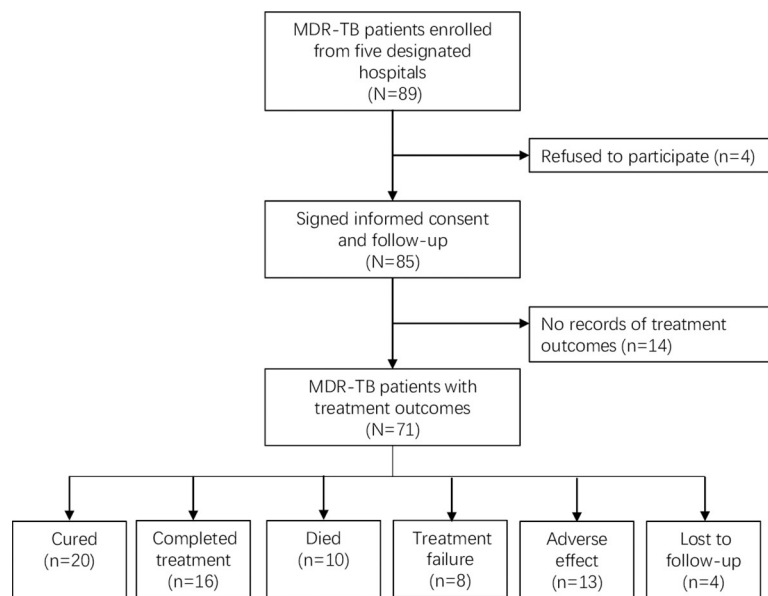 MDR-TB patients enrolled
from five designated
hospitals
(N=89)
Refused to participate (n=4)
Signed informed consent
and follow-up
(N=85)
No records of treatment
outcomes (n=14)
MDR-TB patients with
treatment outcomes
(N=71)
Cured
(n=20)
Completed
treatment
(n=16)
Died
(n=10)
Treatment
failure
(n=8)
Adverse
effect
(n=13)
Lost to
follow-up
(n=4)